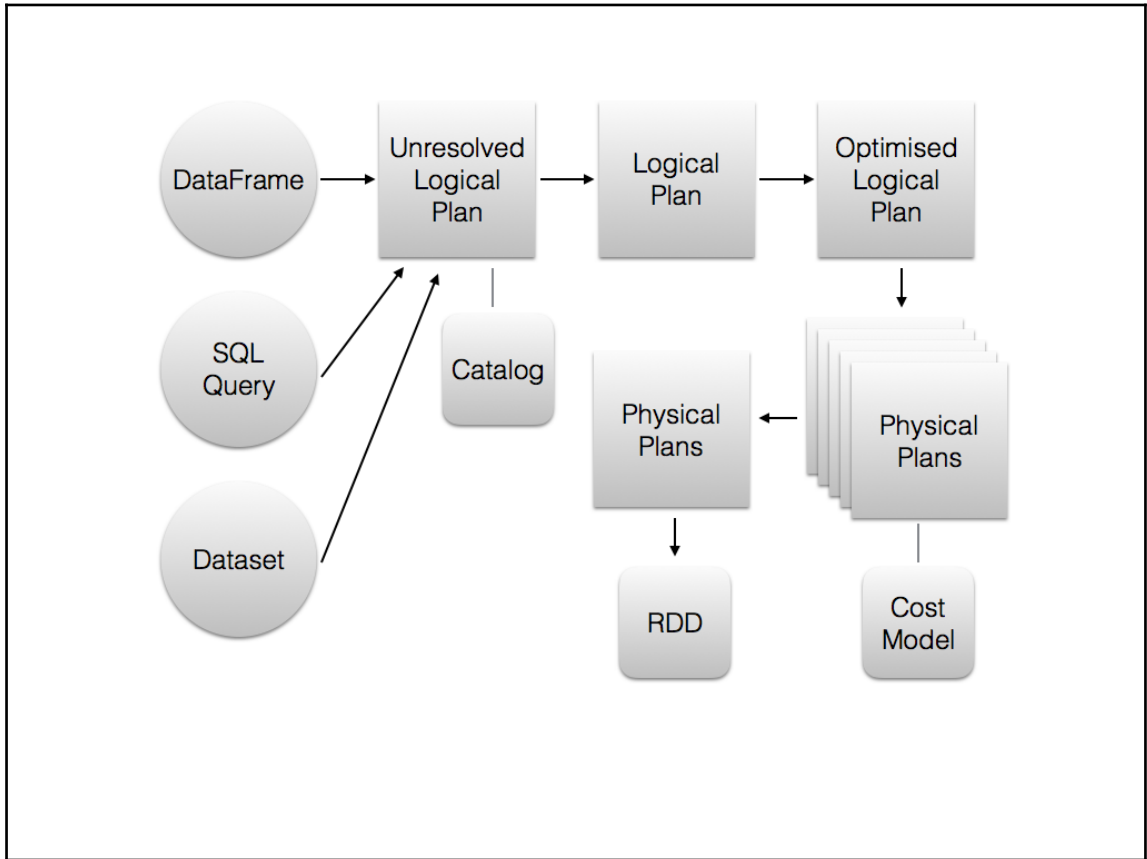 DataFrame
Unresolved
Logical
Plan
Logical
Plan
Optimised
Logical
Plan
SQL
Query
Catalog
Physical
Plans
Physical
Plans
Dataset
RDD
Cost
Model